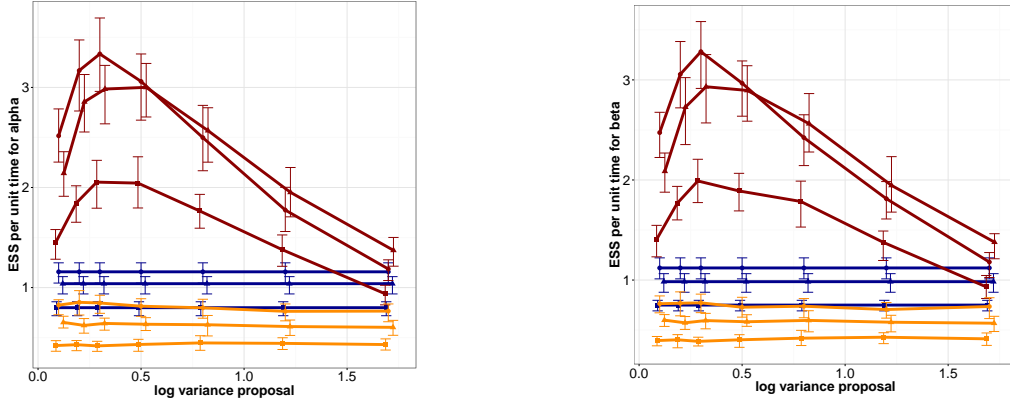 ESS per unit time for alpha
3
2
1
0.0 0.5 1.0 1.5
log variance proposal
ESS per unit time for beta
3
2
1
0.0 0.5 1.0 1.5
log variance proposal